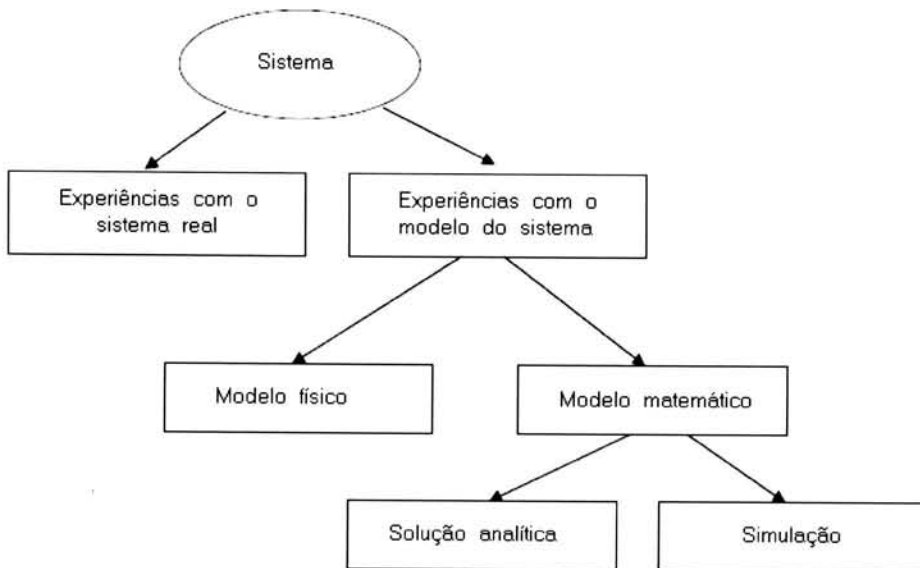 Sistema
Experiências com o
sistema real
Experiências com o
modelo do sistema
Modelo físico
Modelo matemático
Solução analítica
Simulação